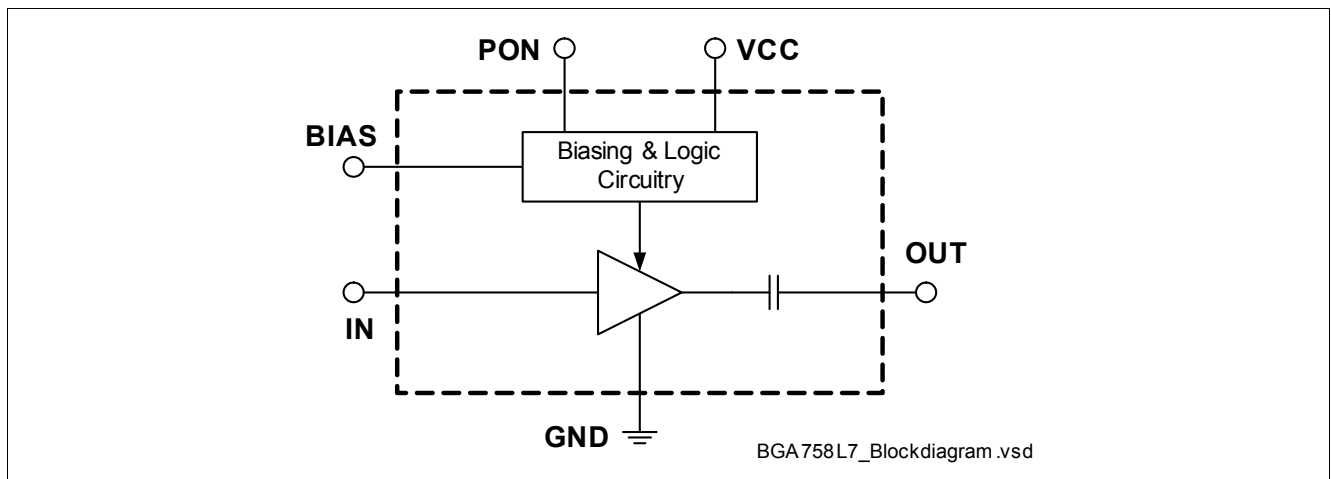 PON
VCC
BIAS
Biasing & Logic
Circuitry
OUT
IN
GND
BGA758L7_Blockdiagram.vsd